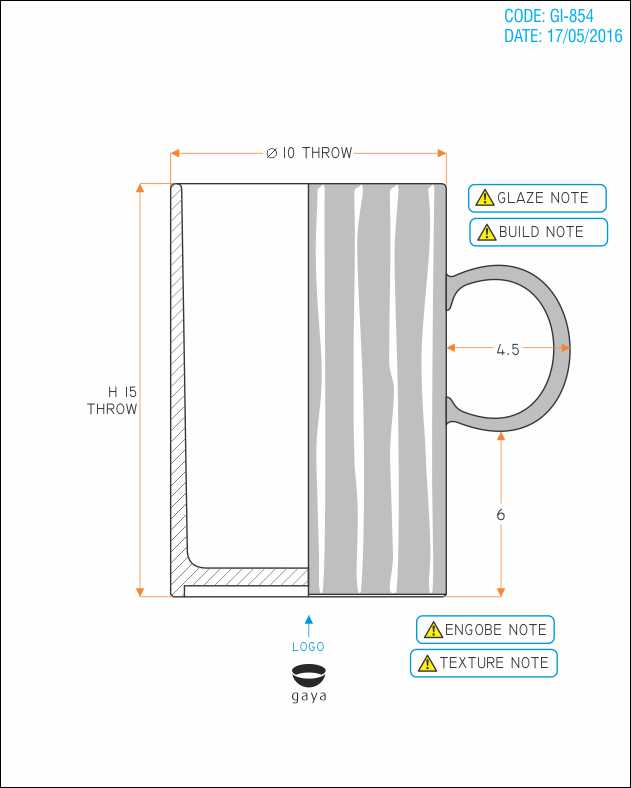 CODE: GI-854
DATE: 17/05/2016
Ø 10 THROW
GLAZE NOTE
BUILD NOTE
4.5
H 15
THROW
6
ENGOBE NOTE
TEXTURE NOTE
LOGO
gaya